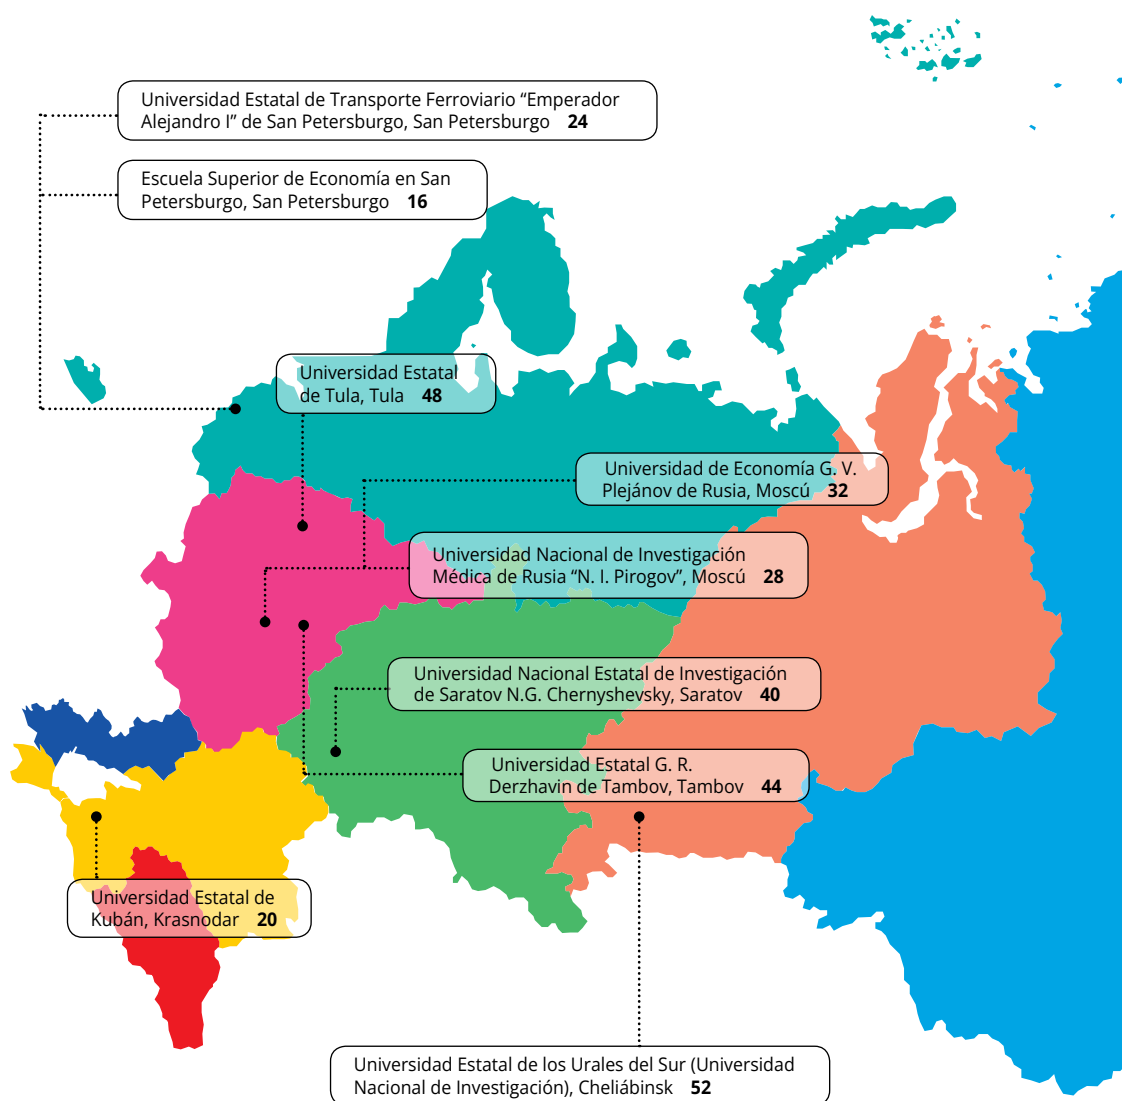 Universidad Estatal de Transporte Ferroviario “Emperador
Alejandro I” de San Petersburgo, San Petersburgo 24
Escuela Superior de Economía en San
Petersburgo, San Petersburgo 16
Universidad Estatal
de Tula, Tula 48
Universidad de Economía G. V.
Plejánov de Rusia, Moscú 32
Universidad Nacional de Investigación
Médica de Rusia “N. I. Pirogov”, Moscú 28
Universidad Nacional Estatal de Investigación
de Saratov N.G. Chernyshevsky, Saratov 40
Universidad Estatal G. R.
Derzhavin de Tambov, Tambov 44
Universidad Estatal de
Kubán, Krasnodar 20
Universidad Estatal de los Urales del Sur (Universidad
Nacional de Investigación), Cheliábinsk 52